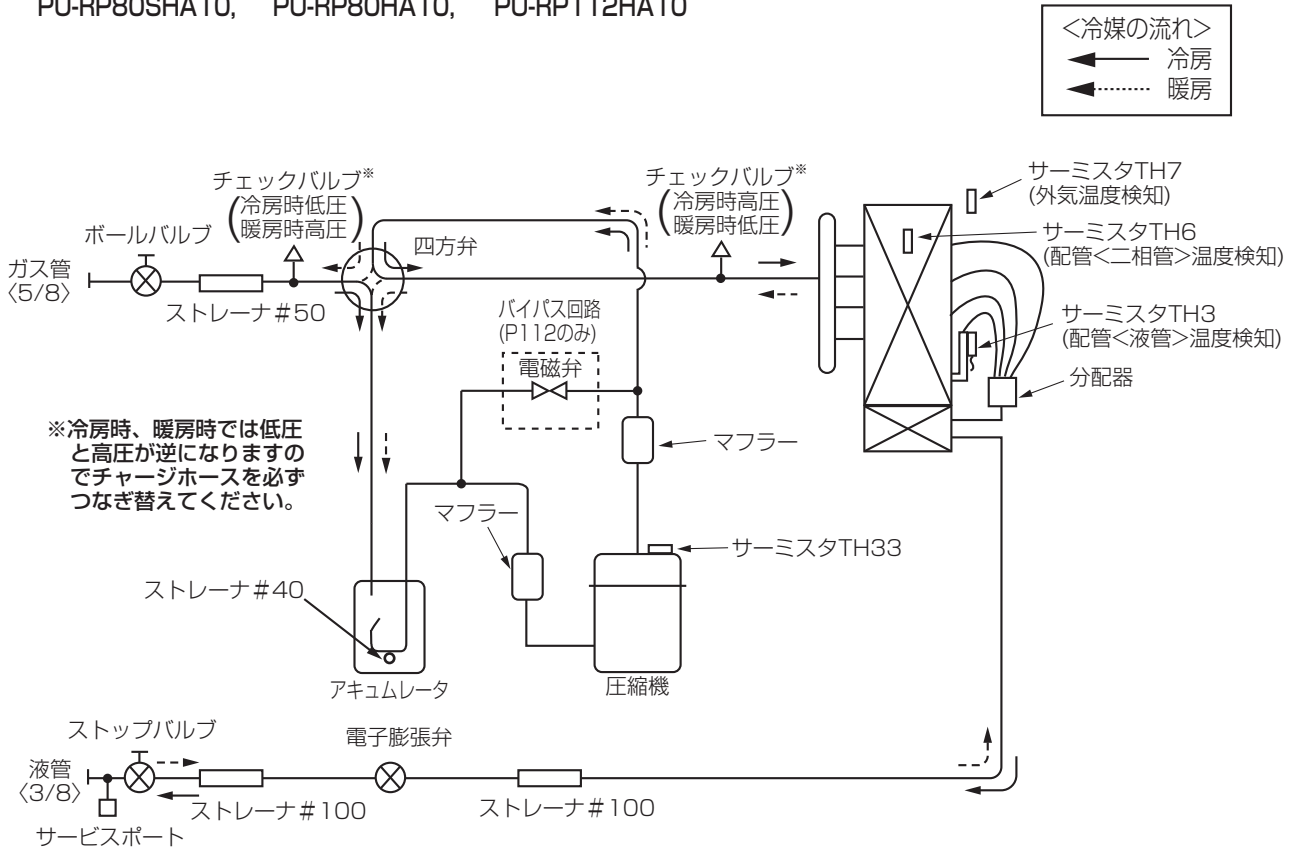 PU-RP80SHA10, PU-RP80HA10, PU-RP112HA10
<冷媒の流れ>
冷房
暖房
チェックバルブ※
(冷房時低圧
暖房時高圧)
チェックバルブ※
(冷房時高圧
暖房時低圧)
サーミスタTH7
(外気温度検知)
ボールバルブ
四方弁
サーミスタTH6
(配管<二相管>温度検知)
ガス管
〈5/8〉
ストレーナ#50
バイパス回路
(P112のみ)
電磁弁
サーミスタTH3
(配管<液管>温度検知)
分配器
※冷房時、暖房時では低圧
と高圧が逆になりますの
でチャージホースを必ず
つなぎ替えてください。
マフラー
マフラー
サーミスタTH33
ストレーナ#40
アキュムレータ
圧縮機
ストップバルブ
電子膨張弁
液管
〈3/8〉
ストレーナ#100
ストレーナ#100
サービスポート